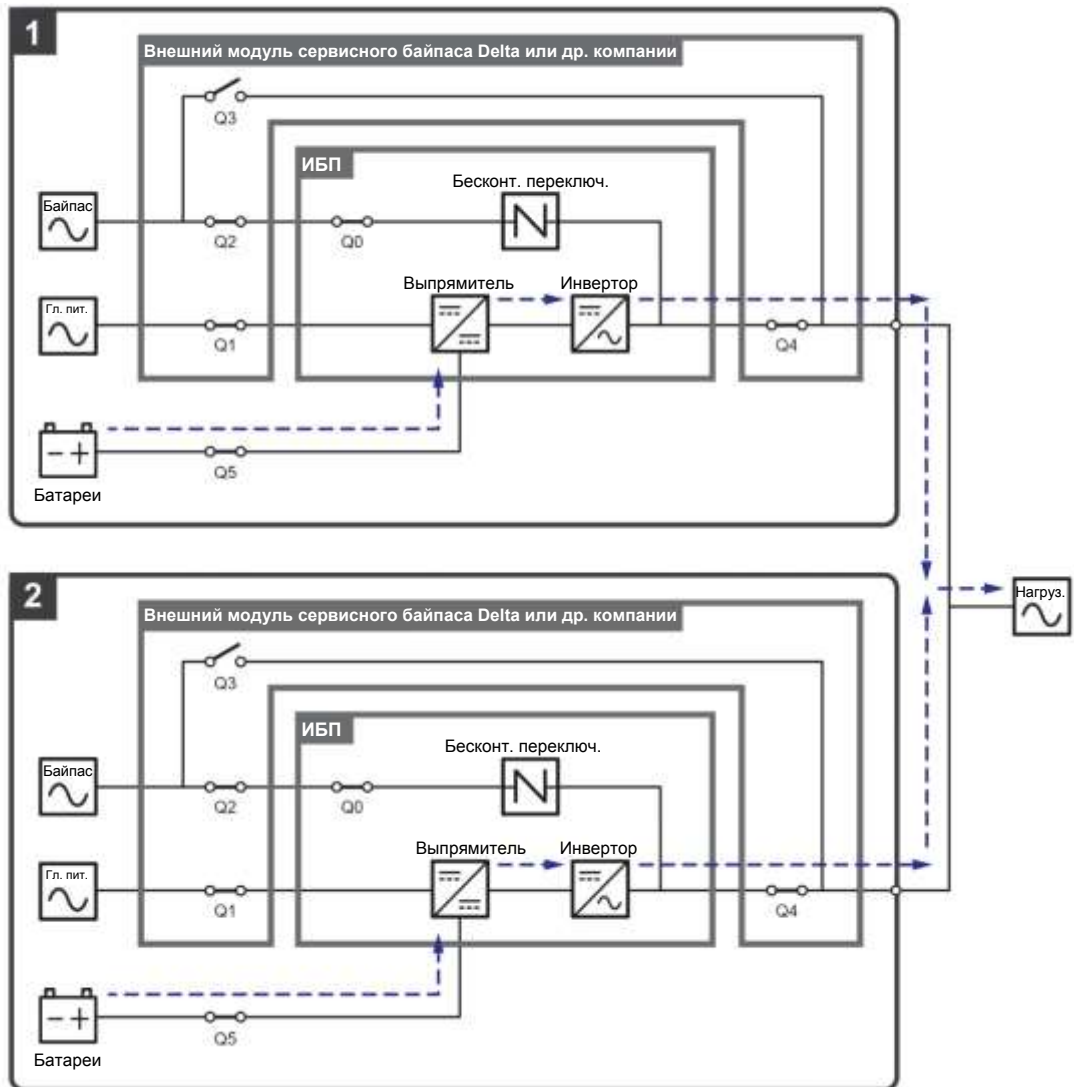 1
Внешний модуль сервисного байпаса Delta или др. компании
Q3
ИБП
Бесконт. переключ.
Байпас
Q2
Q0
Выпрямитель
Инвертор
Гл. пит.
Q1
Q4
Q5
Батареи
2
Внешний модуль сервисного байпаса Delta или др. компании
Нагруз.
Q3
ИБП
Бесконт. переключ.
Байпас
Q2
Q0
Выпрямитель
Инвертор
Гл. пит.
Q1
Q4
Q5
Батареи